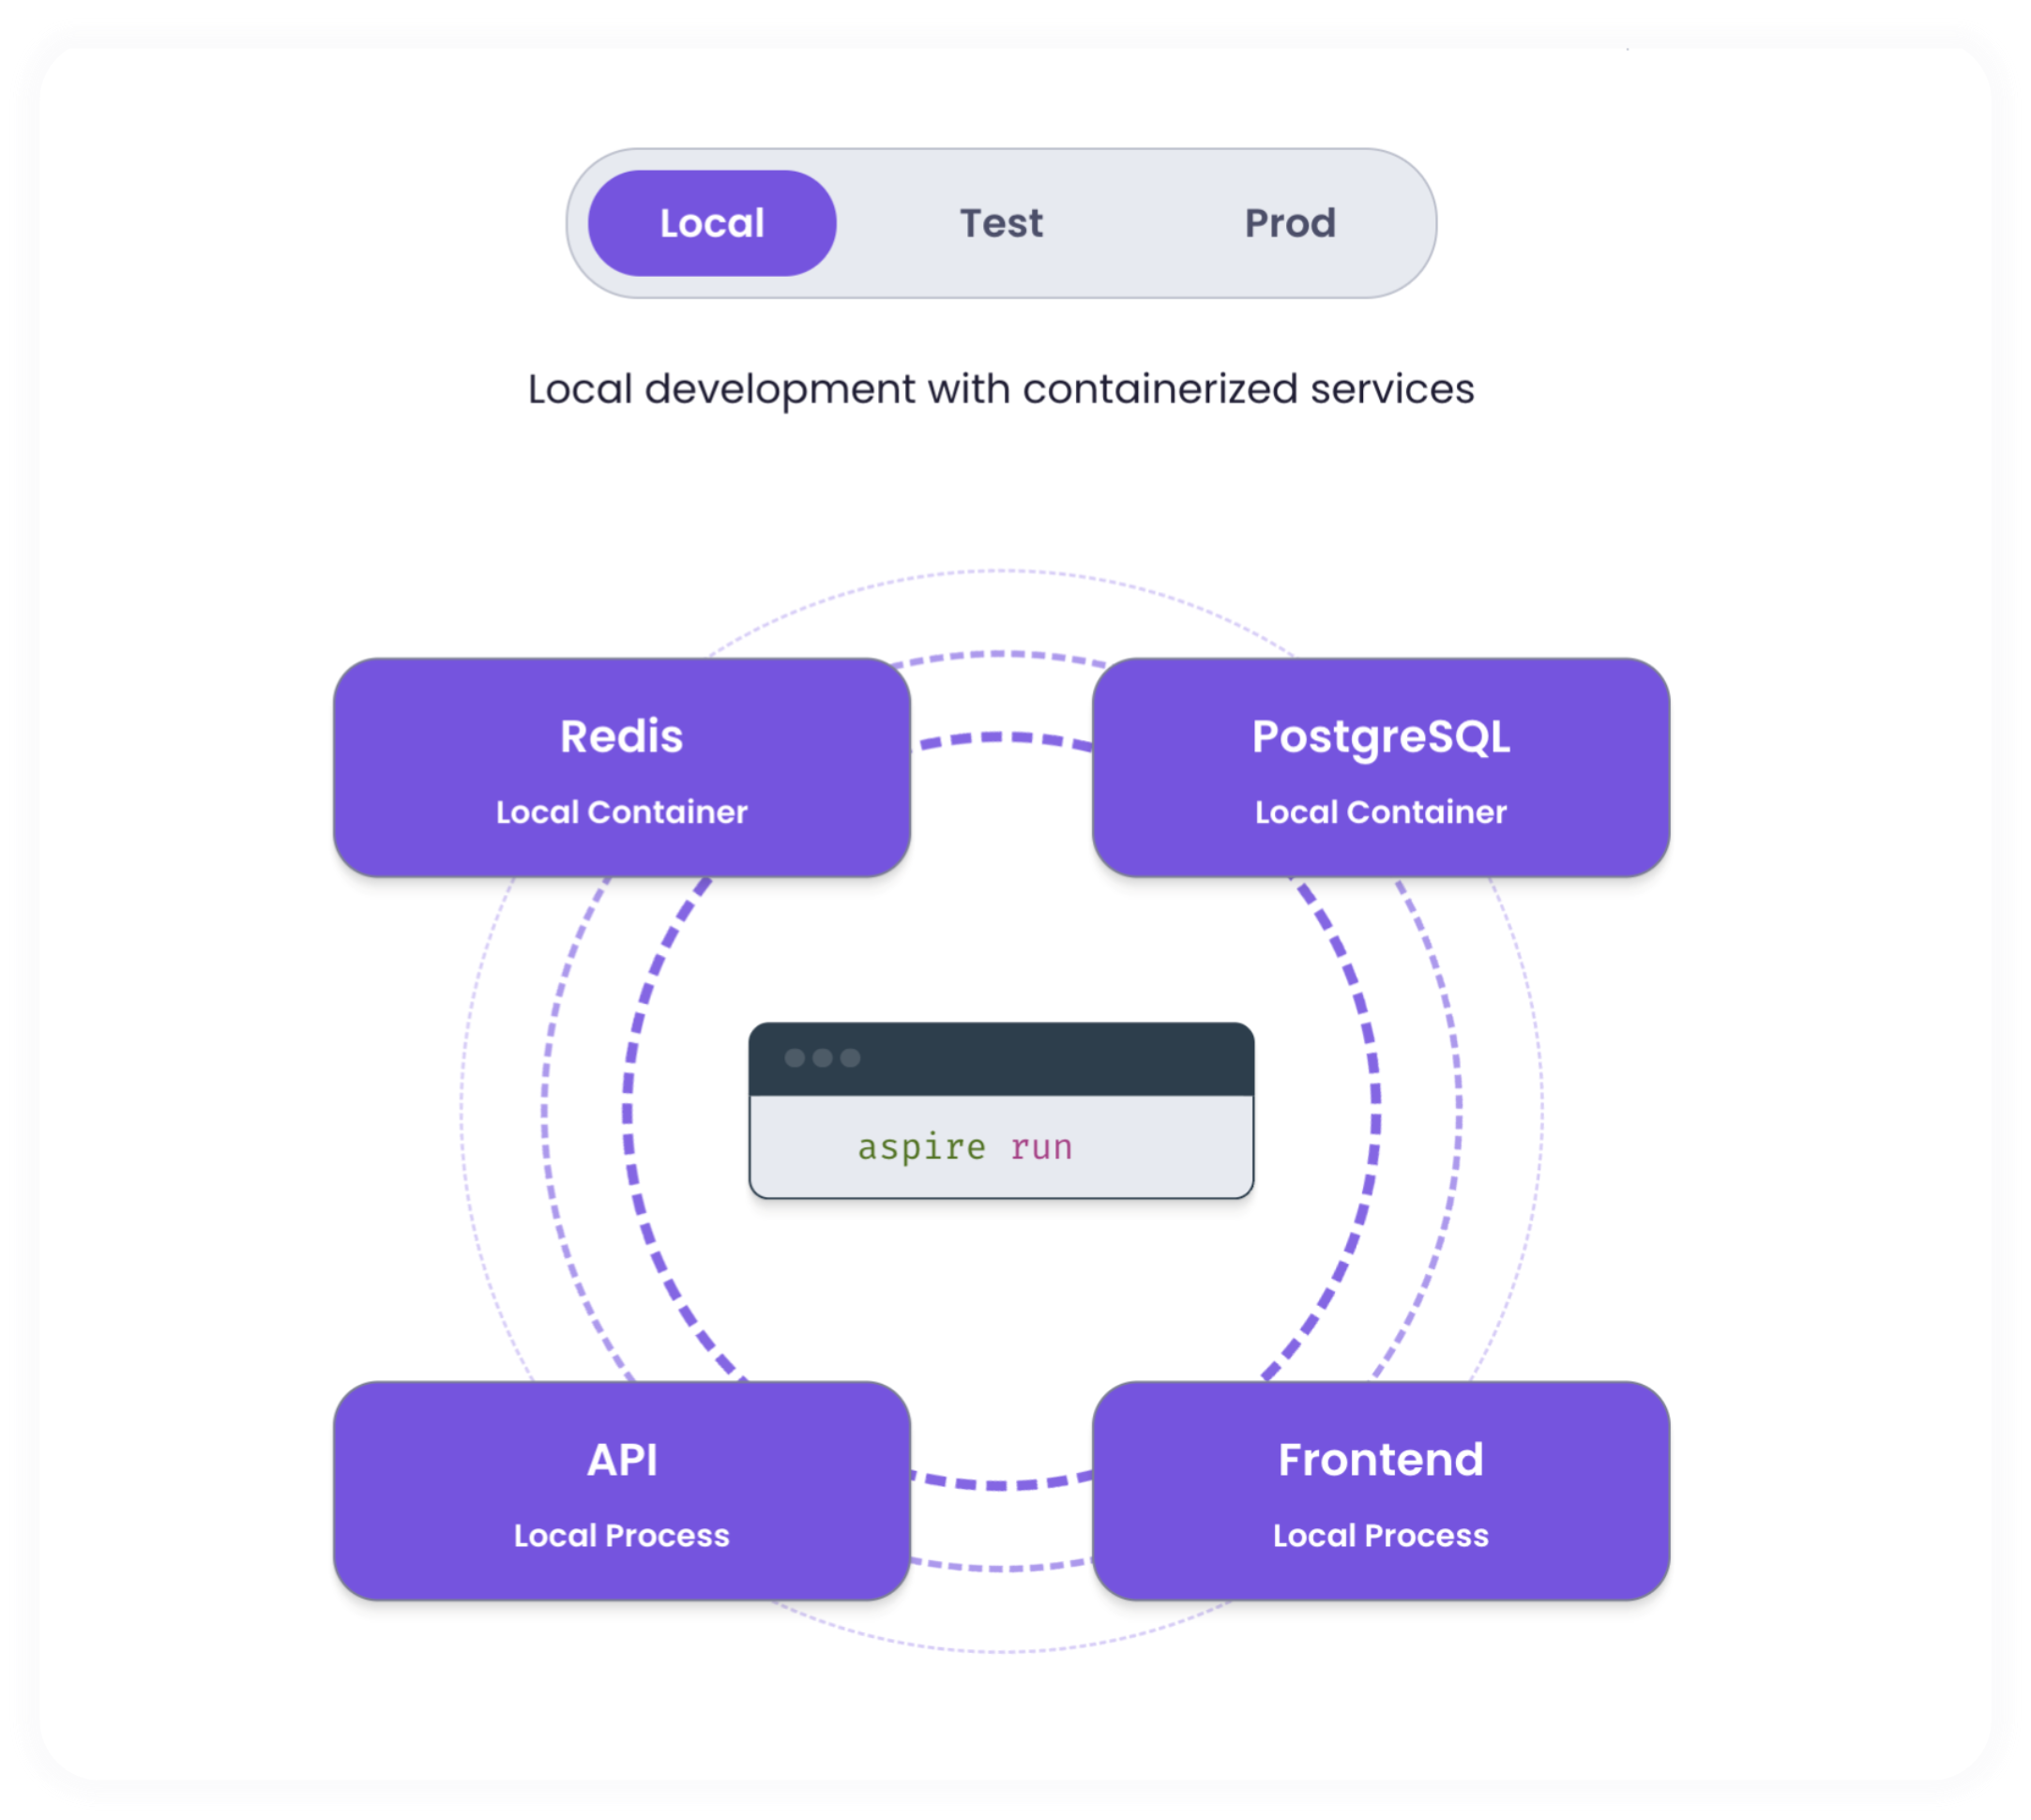 Local Test Prod
Local development with containerized services
Redis
Local Container
PostgreSQL
Local Container
aspire run
API
Local Process
Frontend
Local Process